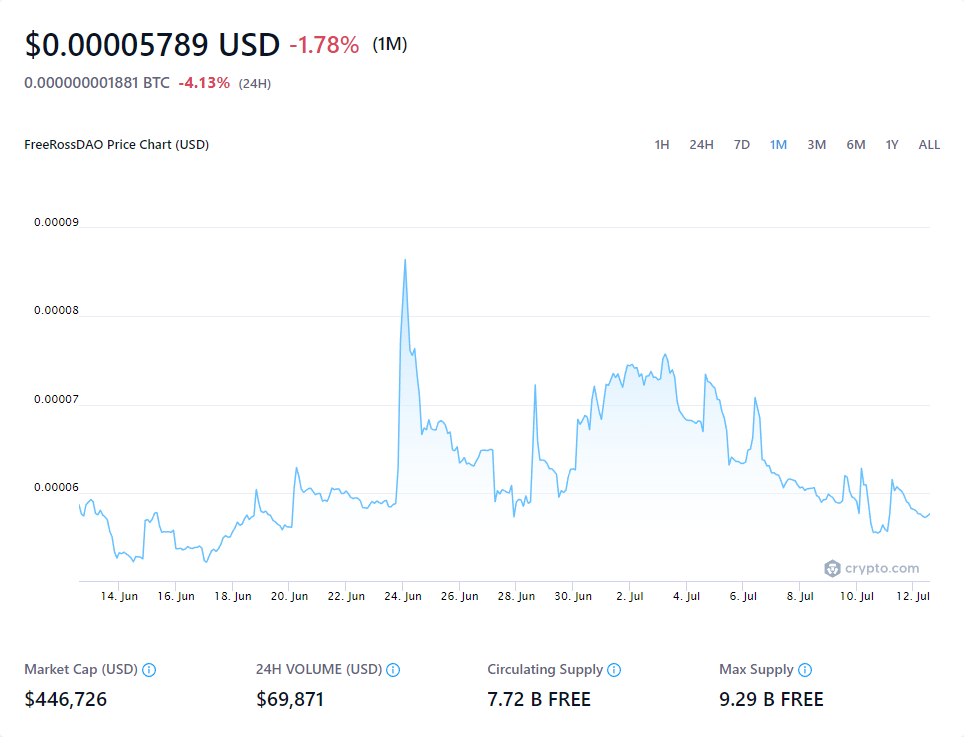 $0.00005789 USD -1.78% (1M)
0.000000001881 BTC -4.13% (24H)
FreeRossDAO Price Chart (USD) 1H 24H 7D 1M 3M 6M 1Y ALL
0.00009
0.00008
0.00007
0.00006
crypto.com
14. Jun 16. Jun 18. Jun 20. Jun 22. Jun 24. Jun 26. Jun 28. Jun 30. Jun 2. Jul 4. Jul 6. Jul 8. Jul 10. Jul 12. Jul
Market Cap (USD) 24H VOLUME (USD) Circulating Supply Max Supply
$446,726 $69,871 7.72 B FREE 9.29 B FREE